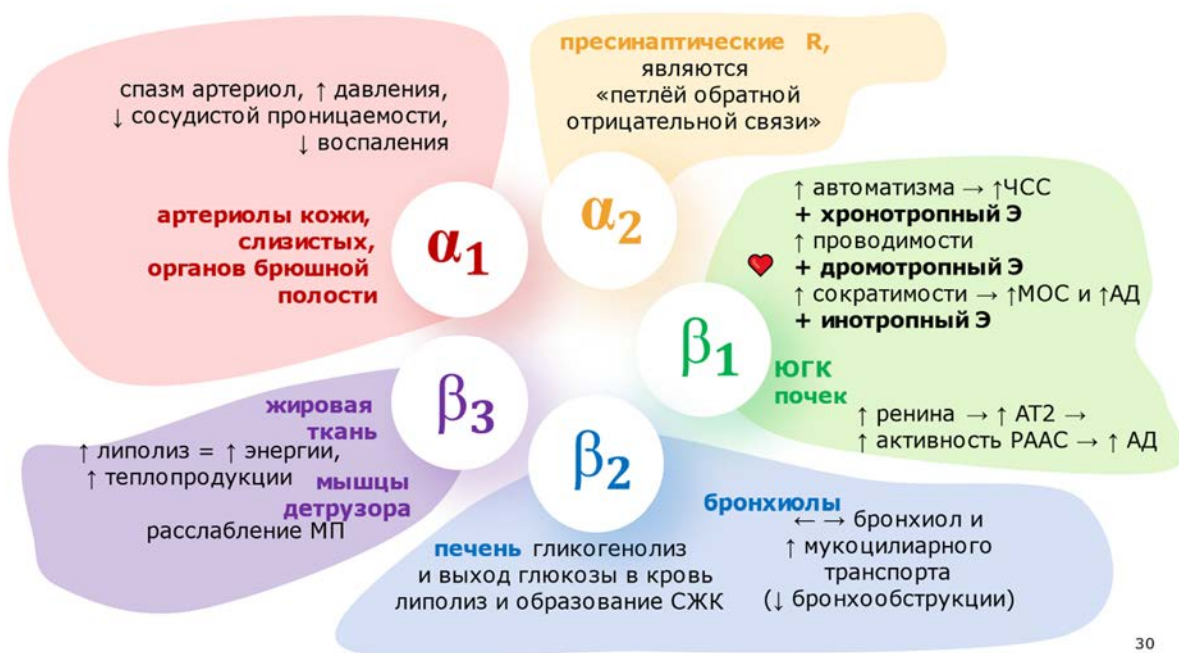 спазм артериол, ↑ давления,
↓ сосудистой проницаемости,
↓ воспаления
артериолы кожи,
слизистых,
органов брюшной
полости
α1
пресинаптические R,
являются
«петлёй обратной
отрицательной связи»
α2
↑ автоматизма → ↑ЧСС
+ хронотропный Э
↑ проводимости
+ дромотропный Э
↑ сократимости → ↑МОС и ↑АД
+ инотропный Э
β1
ЮГК
почек
↑ ренина → ↑ АТ2 →
↑ активность РААС → ↑ АД
β3
жировая
ткань
↑ липолиз = ↑ энергии,
↑ теплопродукции
мышцы
детрузора
расслабление МП
β2
печень гликогенолиз
и выход глюкозы в кровь
липолиз и образование СЖК
бронхиолы
← → бронхиол и
↑ мукоцилиарного
транспорта
(↓ бронхообструкции)
30